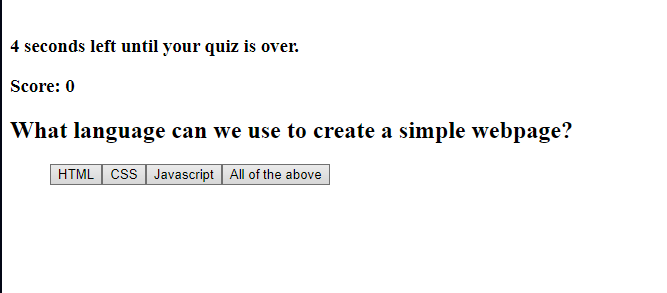 4 seconds left until your quiz is over.
Score: 0
What language can we use to create a simple webpage?
HTML CSS Javascript All of the above